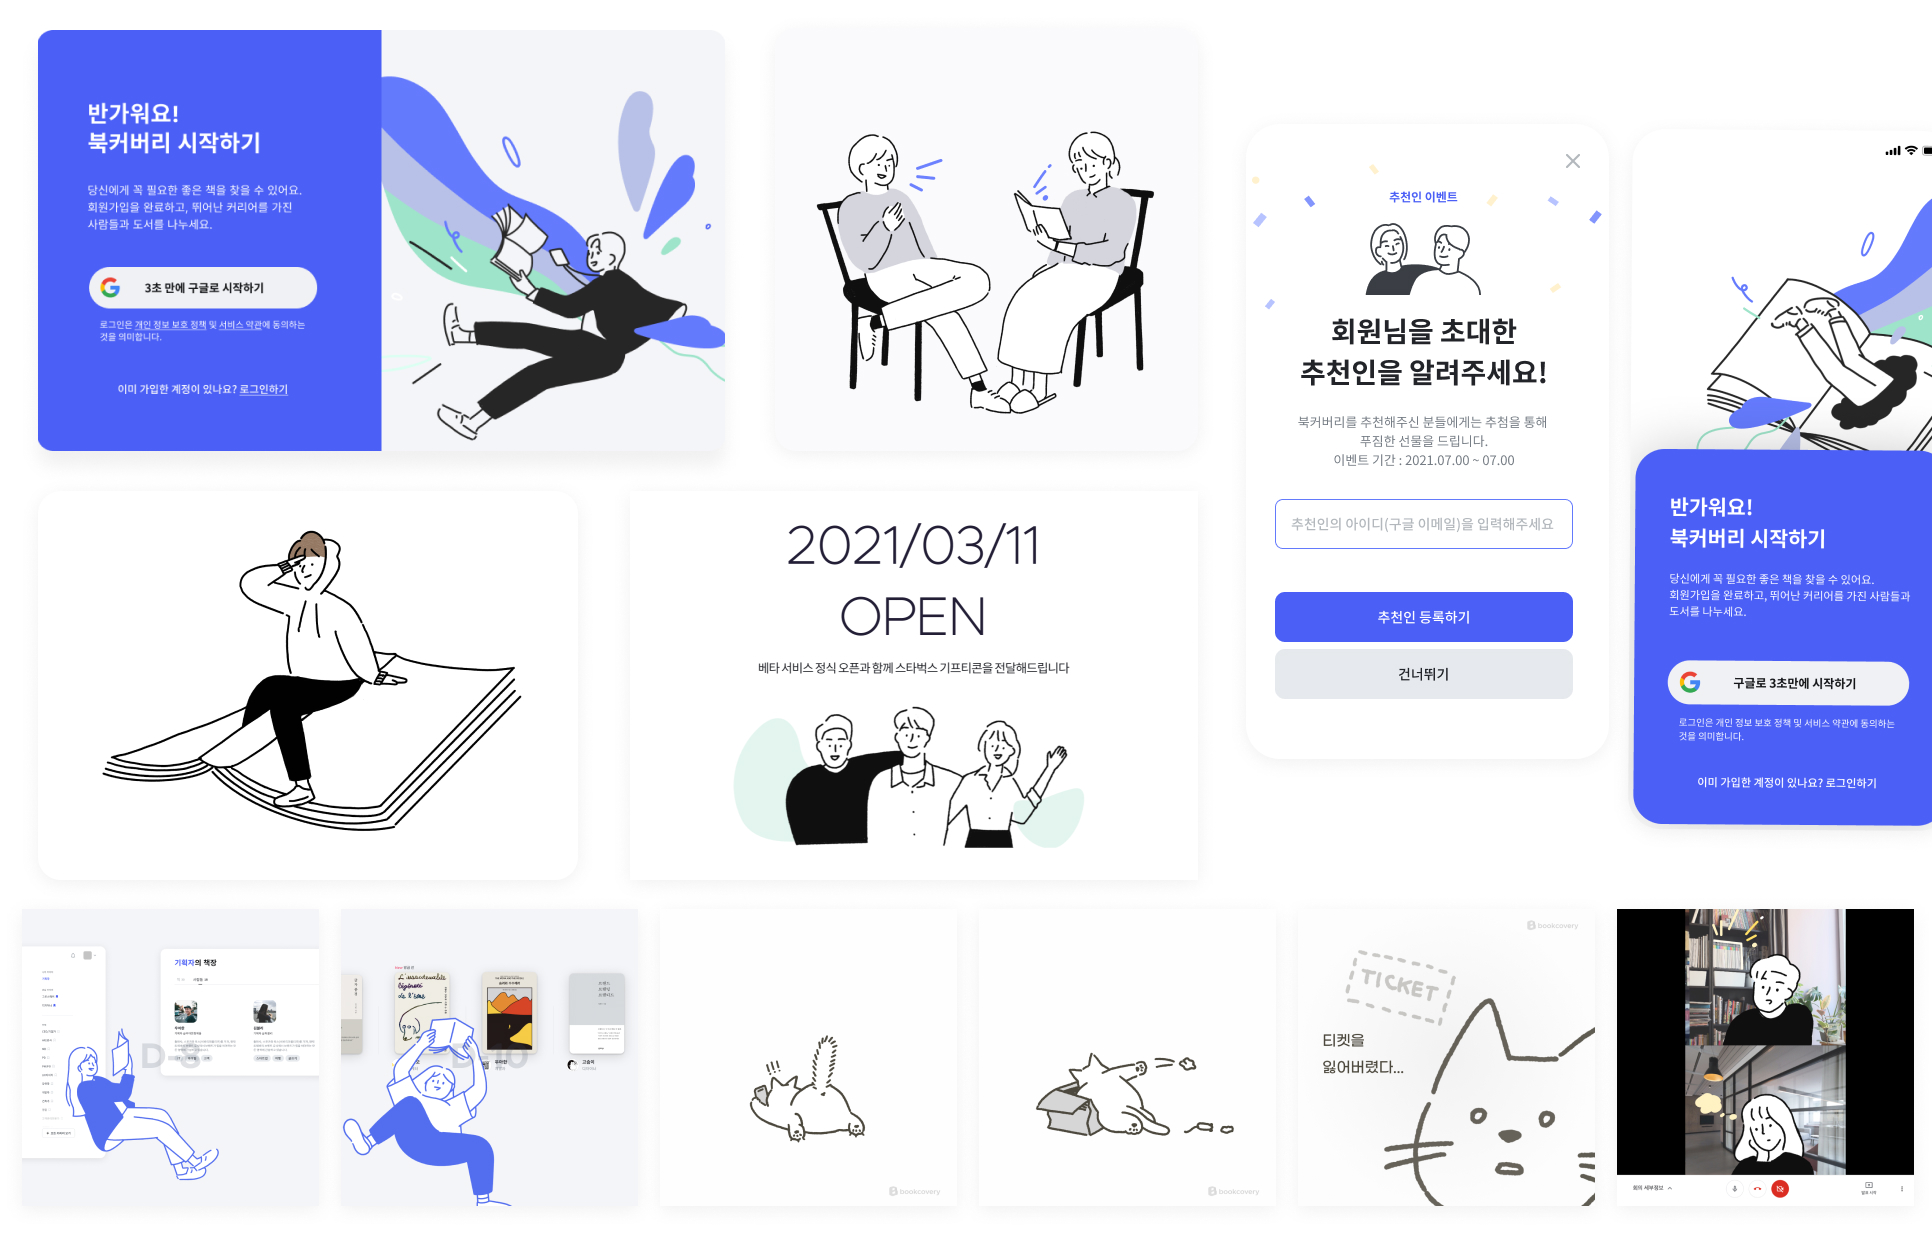 반가워요!
북커버리 시작하기
당신에게 꼭 필요한 좋은 책을 찾을 수 있어요.
회원가입을 완료하고, 뛰어난 커리어를 가진
사람들과 도서를 나누세요.
3초 만에 구글로 시작하기
로그인은 개인 정보 보호 정책 및 서비스 약관에 동의하는
것을 의미합니다.
이미 가입한 계정이 있나요? 로그인하기
추천인 이벤트
회원님을 초대한
추천인을 알려주세요!
북커버리를 추천해주신 분들에게는 추첨을 통해
푸짐한 선물을 드립니다.
이벤트 기간 : 2021.07.00 ~ 07.00
추천인의 아이디(구글 이메일)을 입력해주세요
추천인 등록하기
건너뛰기
반가워요!
북커버리 시작하기
당신에게 꼭 필요한 좋은 책을 찾을 수 있어요.
회원가입을 완료하고, 뛰어난 커리어를 가진 사람들과
도서를 나누세요.
구글로 3초만에 시작하기
로그인은 개인 정보 보호 정책 및 서비스 약관에 동의하는
것을 의미합니다.
이미 가입한 계정이 있나요? 로그인하기
2021/03/11
OPEN
베타 서비스 정식 오픈과 함께 스타벅스 기프티콘을 전달해드립니다
기획자의 책장
D-8
bookcovery
bookcovery
bookcovery
TICKET
티켓을
잃어버렸다...
회의 세부정보